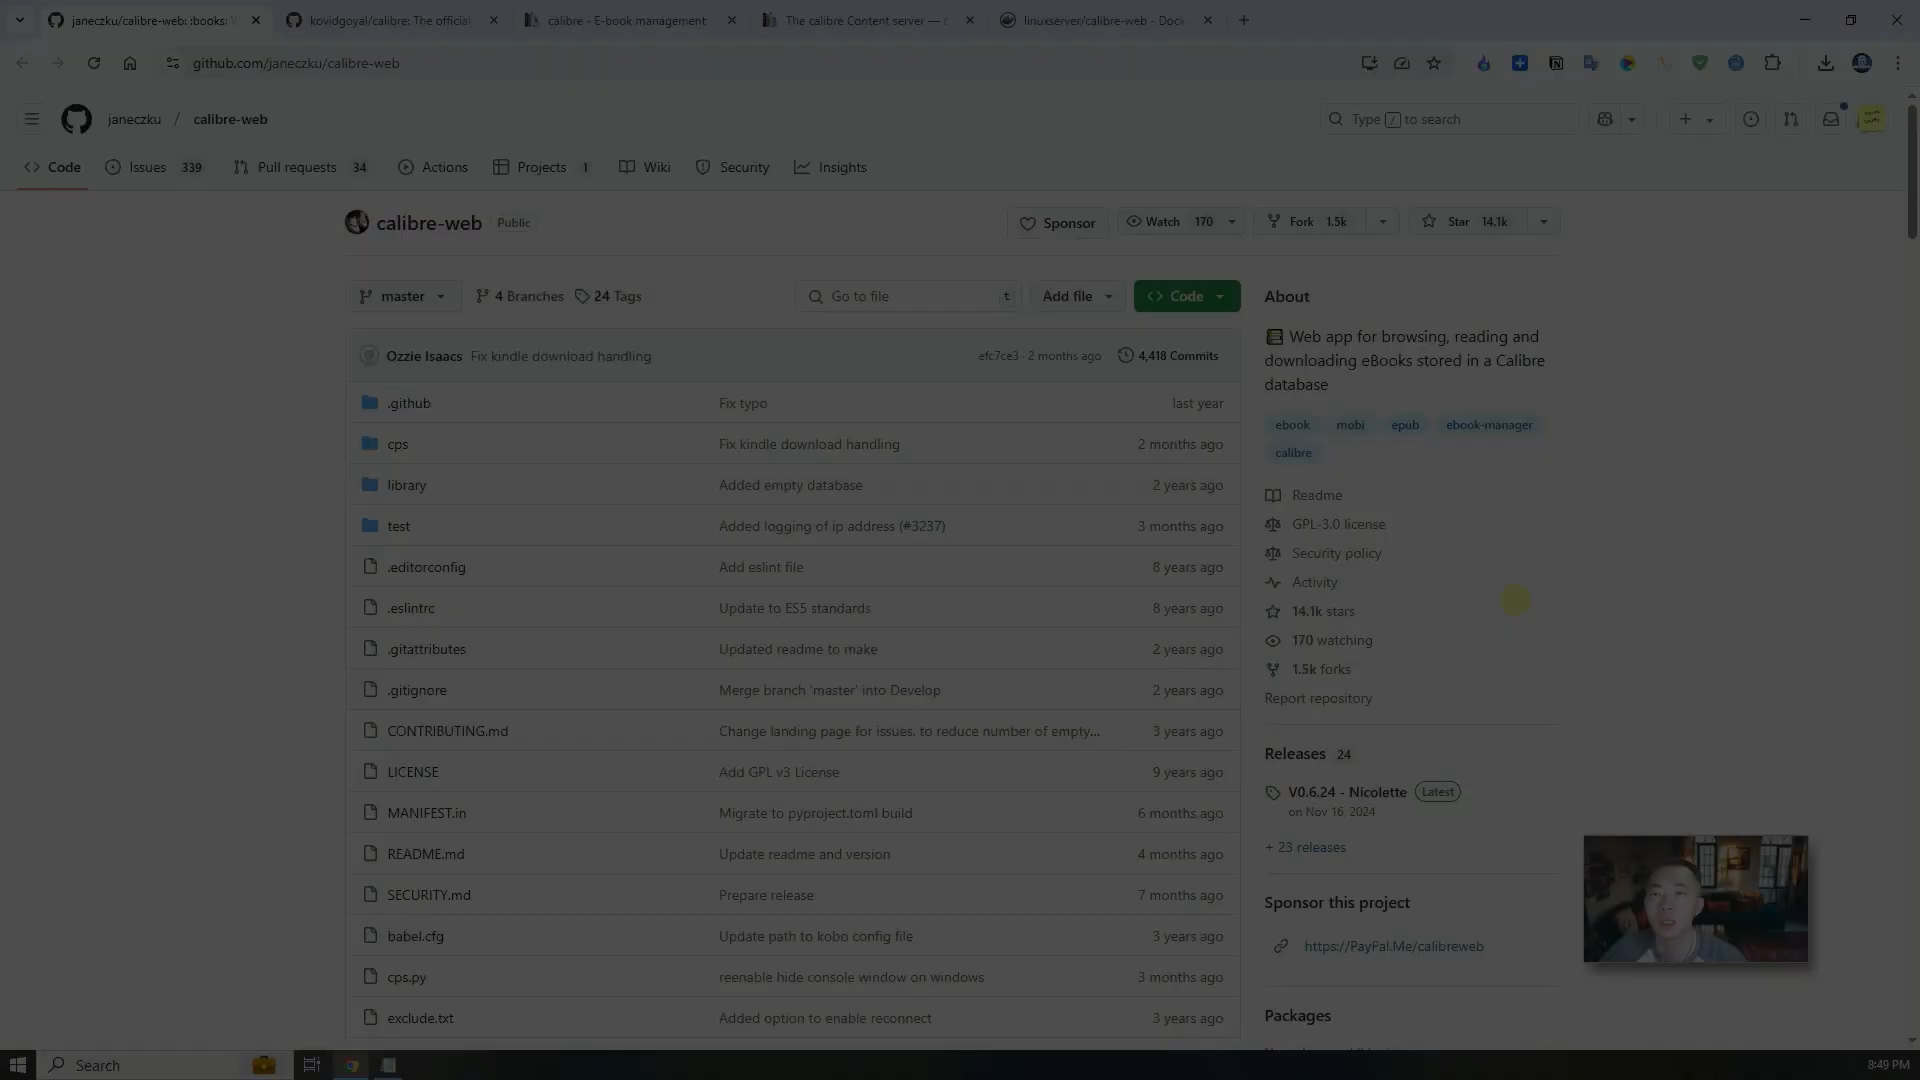 janeczku/calibre-web: :books:
kovidgoyal/calibre: The official
calibre - E-book management
The calibre Content server —
linuxserver/calibre-web - Dock
github.com/janeczku/calibre-web
janeczku / calibre-web
Type / to search
Code
Issues 339
Pull requests 34
Actions
Projects 1
Wiki
Security
Insights
calibre-web Public
Sponsor
Watch 170
Fork 1.5k
Star 14.1k
master
4 Branches
24 Tags
Go to file t
Add file
Code
Ozzie Isaacs Fix kindle download handling efc7ce3 · 2 months ago 4,418 Commits
.github Fix typo last year
cps Fix kindle download handling 2 months ago
library Added empty database 2 years ago
test Added logging of ip address (#3237) 3 months ago
.editorconfig Add eslint file 8 years ago
.eslintrc Update to ES5 standards 8 years ago
.gitattributes Updated readme to make 2 years ago
.gitignore Merge branch 'master' into Develop 2 years ago
CONTRIBUTING.md Change landing page for issues, to reduce number of empty... 3 years ago
LICENSE Add GPL v3 License 9 years ago
MANIFEST.in Migrate to pyproject.toml build 6 months ago
README.md Update readme and version 4 months ago
SECURITY.md Prepare release 7 months ago
babel.cfg Update path to kobo config file 3 years ago
cps.py reenable hide console window on windows 3 months ago
exclude.txt Added option to enable reconnect 3 years ago
About
Web app for browsing, reading and
downloading eBooks stored in a Calibre
database
ebook mobi epub ebook-manager
calibre
Readme
GPL-3.0 license
Security policy
Activity
14.1k stars
170 watching
1.5k forks
Report repository
Releases 24
V0.6.24 - Nicolette Latest
on Nov 16, 2024
+ 23 releases
Sponsor this project
https://PayPal.Me/calibreweb
Packages
Search
8:49 PM